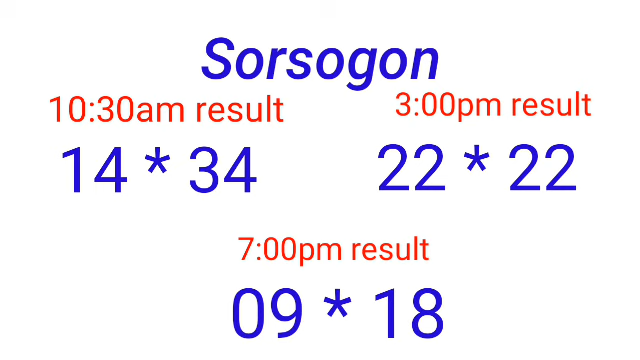 Sorsogon
10:30am result
14 * 34
3:00pm result
22 * 22
7:00pm result
09 * 18